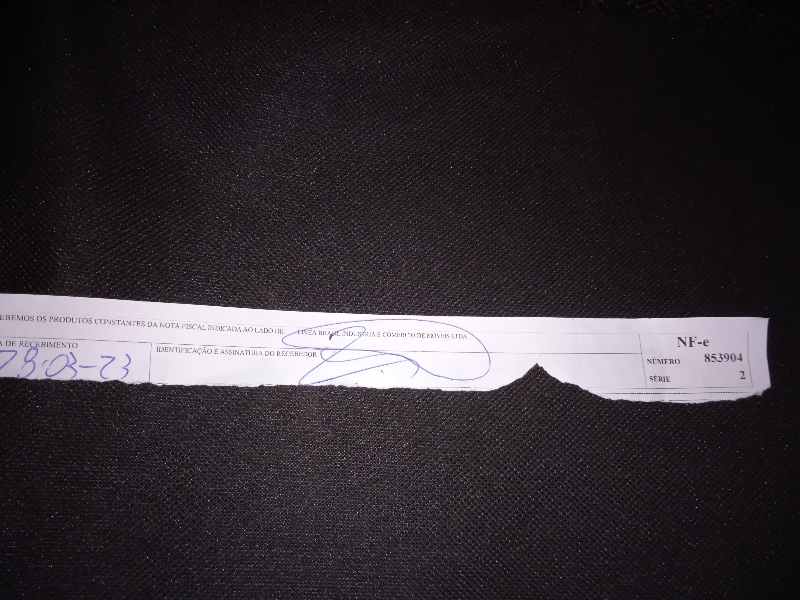 EBEMOS OS PRODUTOS CONSTANTES DA NOTA FISCAL INDICADA AO LADO DE LINEA BRASIL INDUSTRIA E COMERCIO DE MOVEIS LTDA
A DE RECEBIMENTO
IDENTIFICAÇÃO E ASSINATURA DO RECEBEDOR
03-23
NF-e
NÚMERO 853904
SÉRIE 2